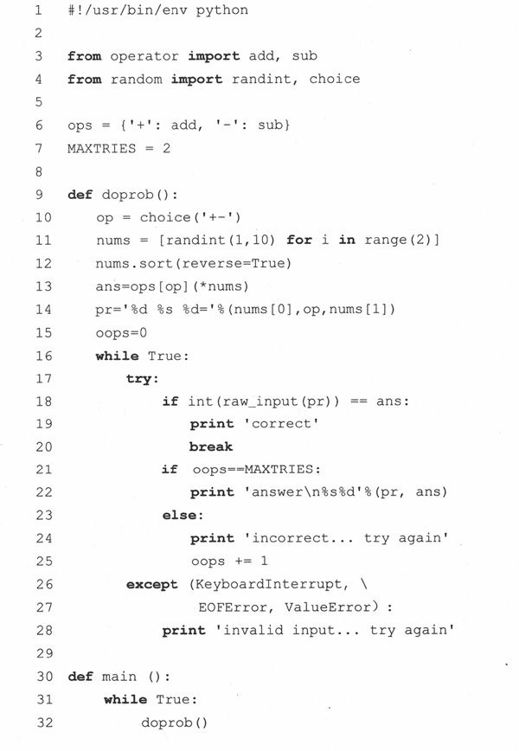 1 #!/usr/bin/env python
2
3 from operator import add, sub
4 from random import randint, choice
5
6 ops = {'+': add, '-': sub}
7 MAXTRIES = 2
8
9 def doprob():
10 op = choice('+-')
11 nums = [randint(1,10) for i in range(2)]
12 nums.sort(reverse=True)
13 ans=ops[op](*nums)
14 pr='%d %s %d='%(nums[0],op,nums[1])
15 oops=0
16 while True:
17 try:
18 if int(raw_input(pr)) == ans:
19 print 'correct'
20 break
21 if oops==MAXTRIES:
22 print 'answer\n%s%d'%(pr, ans)
23 else:
24 print 'incorrect... try again'
25 oops += 1
26 except (KeyboardInterrupt, \
27 EOFError, ValueError) :
28 print 'invalid input... try again'
29
30 def main ():
31 while True:
32 doprob()